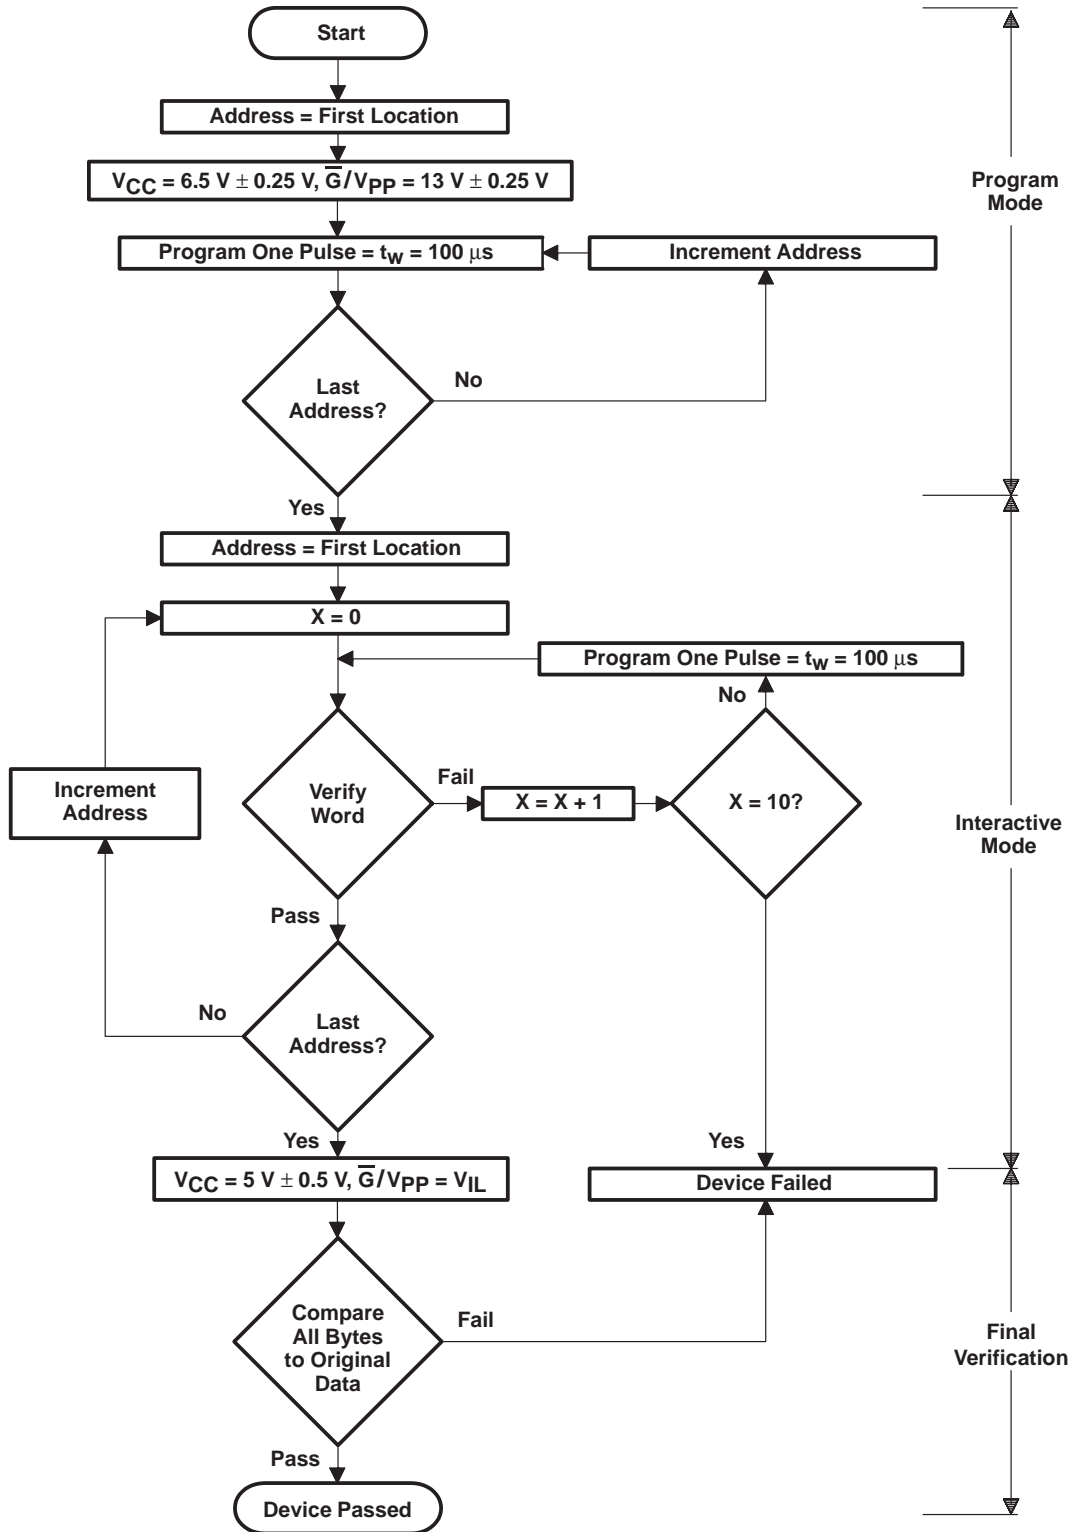 Start
Address = First Location
VCC = 6.5 V ± 0.25 V, G̅/VPP = 13 V ± 0.25 V
Program One Pulse = tw = 100 μs
Increment Address
Program
Mode
Last
Address?
No
Yes
Address = First Location
X = 0
Program One Pulse = tw = 100 μs
No
Increment
Address
Verify
Word
Fail
X = X + 1
X = 10?
Interactive
Mode
Pass
No
Last
Address?
Yes
Yes
VCC = 5 V ± 0.5 V, G̅/VPP = VIL
Device Failed
Compare
All Bytes
to Original
Data
Fail
Final
Verification
Pass
Device Passed